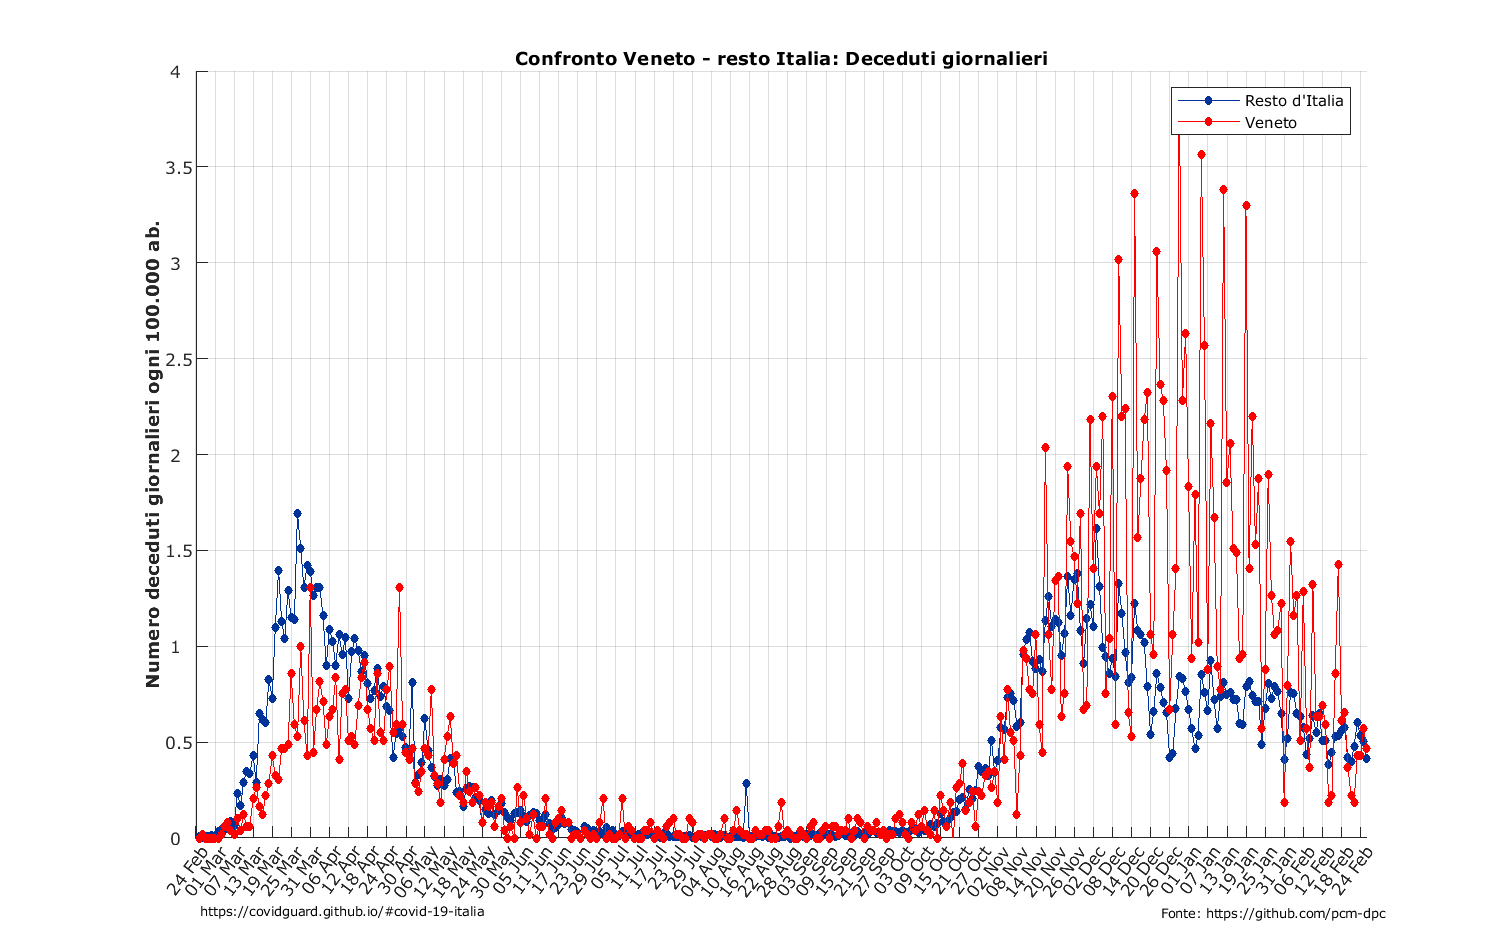 Confronto Veneto - resto Italia: Deceduti giornalieri
Numero deceduti giornalieri ogni 100.000 ab.
4
3.5
3
2.5
2
1.5
1
0.5
0
Resto d'Italia
Veneto
24 Feb
01 Mar
07 Mar
13 Mar
19 Mar
25 Mar
31 Mar
06 Apr
12 Apr
18 Apr
24 Apr
30 Apr
06 May
12 May
18 May
24 May
30 May
05 Jun
11 Jun
17 Jun
23 Jun
29 Jun
05 Jul
11 Jul
17 Jul
23 Jul
29 Jul
04 Aug
10 Aug
16 Aug
22 Aug
28 Aug
03 Sep
09 Sep
15 Sep
21 Sep
27 Sep
03 Oct
09 Oct
15 Oct
21 Oct
27 Oct
02 Nov
08 Nov
14 Nov
20 Nov
26 Nov
02 Dec
08 Dec
14 Dec
20 Dec
26 Dec
01 Jan
07 Jan
13 Jan
19 Jan
25 Jan
31 Jan
06 Feb
12 Feb
18 Feb
24 Feb
https://covidguard.github.io/#covid-19-italia
Fonte: https://github.com/pcm-dpc